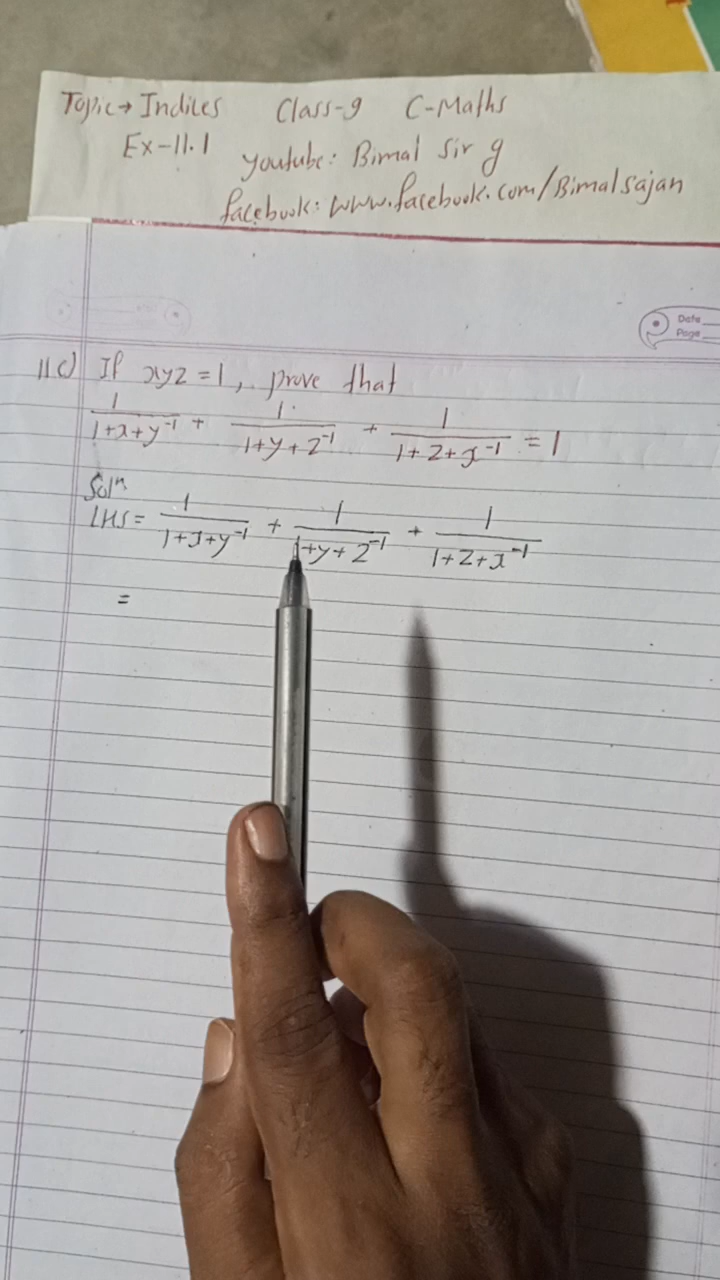 Topic → Indices Class-9 C-Maths
Ex-11.1 youtube: Bimal Sir g
facebook: www.facebook.com/Bimalsajan
Date
Page
11c) If xyz = 1, prove that
1/(1+x+y⁻¹) + 1/(1+y+z⁻¹) + 1/(1+z+x⁻¹) = 1
Solⁿ
LHS = 1/(1+x+y⁻¹) + 1/(1+y+z⁻¹) + 1/(1+z+x⁻¹)
=